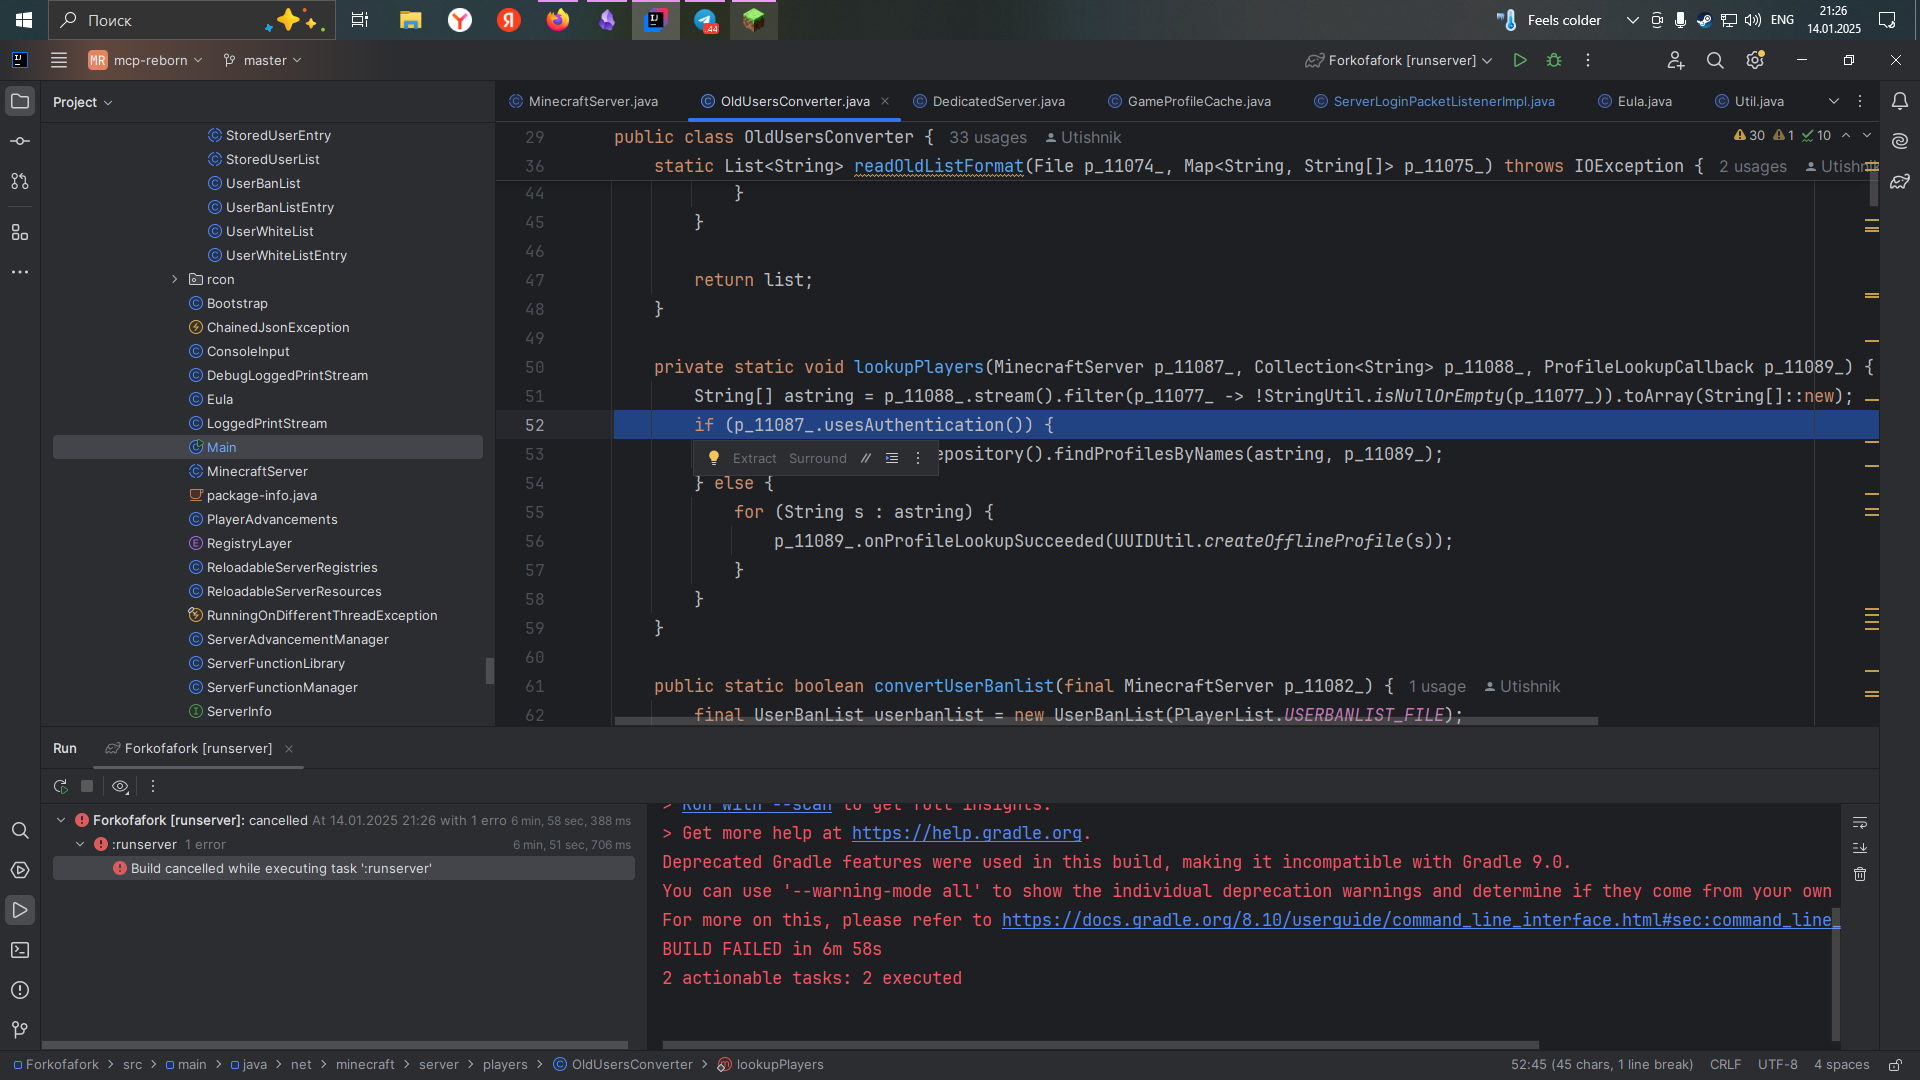 Поиск
44
Feels colder
ENG
21:26
14.01.2025
MR mcp-reborn
master
Forkofafork [runserver]
Project
MinecraftServer.java
OldUsersConverter.java
DedicatedServer.java
GameProfileCache.java
ServerLoginPacketListenerImpl.java
Eula.java
Util.java
StoredUserEntry
StoredUserList
UserBanList
UserBanListEntry
UserWhiteList
UserWhiteListEntry
rcon
Bootstrap
ChainedJsonException
ConsoleInput
DebugLoggedPrintStream
Eula
LoggedPrintStream
Main
MinecraftServer
package-info.java
PlayerAdvancements
RegistryLayer
ReloadableServerRegistries
ReloadableServerResources
RunningOnDifferentThreadException
ServerAdvancementManager
ServerFunctionLibrary
ServerFunctionManager
ServerInfo
29 public class OldUsersConverter { 33 usages Utishnik
30 1 10
36 static List<String> readOldListFormat(File p_11074_, Map<String, String[]> p_11075_) throws IOException { 2 usages Utishnik
44 }
45 }
46
47 return list;
48 }
49
50 private static void lookupPlayers(MinecraftServer p_11087_, Collection<String> p_11088_, ProfileLookupCallback p_11089_) {
51 String[] astring = p_11088_.stream().filter(p_11077_ -> !StringUtil.isNullOrEmpty(p_11077_)).toArray(String[]::new);
52 if (p_11087_.usesAuthentication()) {
53 epository().findProfilesByNames(astring, p_11089_);
Extract Surround //
54 } else {
55 for (String s : astring) {
56 p_11089_.onProfileLookupSucceeded(UUIDUtil.createOfflineProfile(s));
57 }
58 }
59 }
60
61 public static boolean convertUserBanlist(final MinecraftServer p_11082_) { 1 usage Utishnik
62 final UserBanList userbanlist = new UserBanList(PlayerList.USERBANLIST_FILE);
Run
Forkofafork [runserver]
Forkofafork [runserver]: cancelled At 14.01.2025 21:26 with 1 erro 6 min, 58 sec, 388 ms
:runserver 1 error 6 min, 51 sec, 706 ms
Build cancelled while executing task ':runserver'
> Run with --scan to get full insights.
> Get more help at https://help.gradle.org.
Deprecated Gradle features were used in this build, making it incompatible with Gradle 9.0.
You can use '--warning-mode all' to show the individual deprecation warnings and determine if they come from your own
For more on this, please refer to https://docs.gradle.org/8.10/userguide/command_line_interface.html#sec:command_line_
BUILD FAILED in 6m 58s
2 actionable tasks: 2 executed
Forkofafork > src > main > java > net > minecraft > server > players > OldUsersConverter > lookupPlayers
52:45 (45 chars, 1 line break)
CRLF
UTF-8
4 spaces